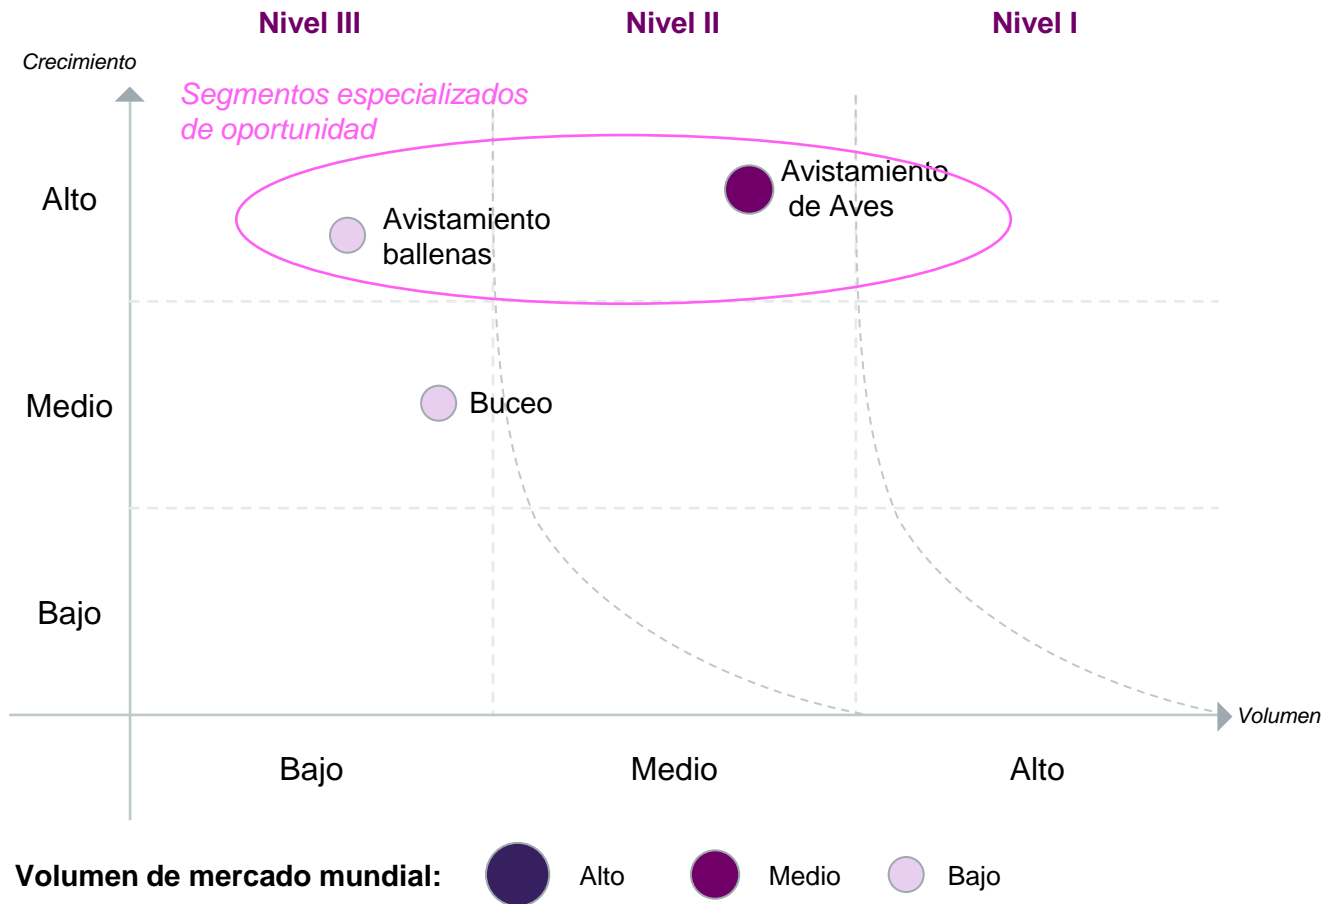 Nivel III
Nivel II
Nivel I
Crecimiento
Segmentos especializados
de oportunidad
Alto
Avistamiento
de Aves
Avistamiento
ballenas
Medio
Buceo
Bajo
Volumen
Bajo
Medio
Alto
Volumen de mercado mundial:
Alto
Medio
Bajo